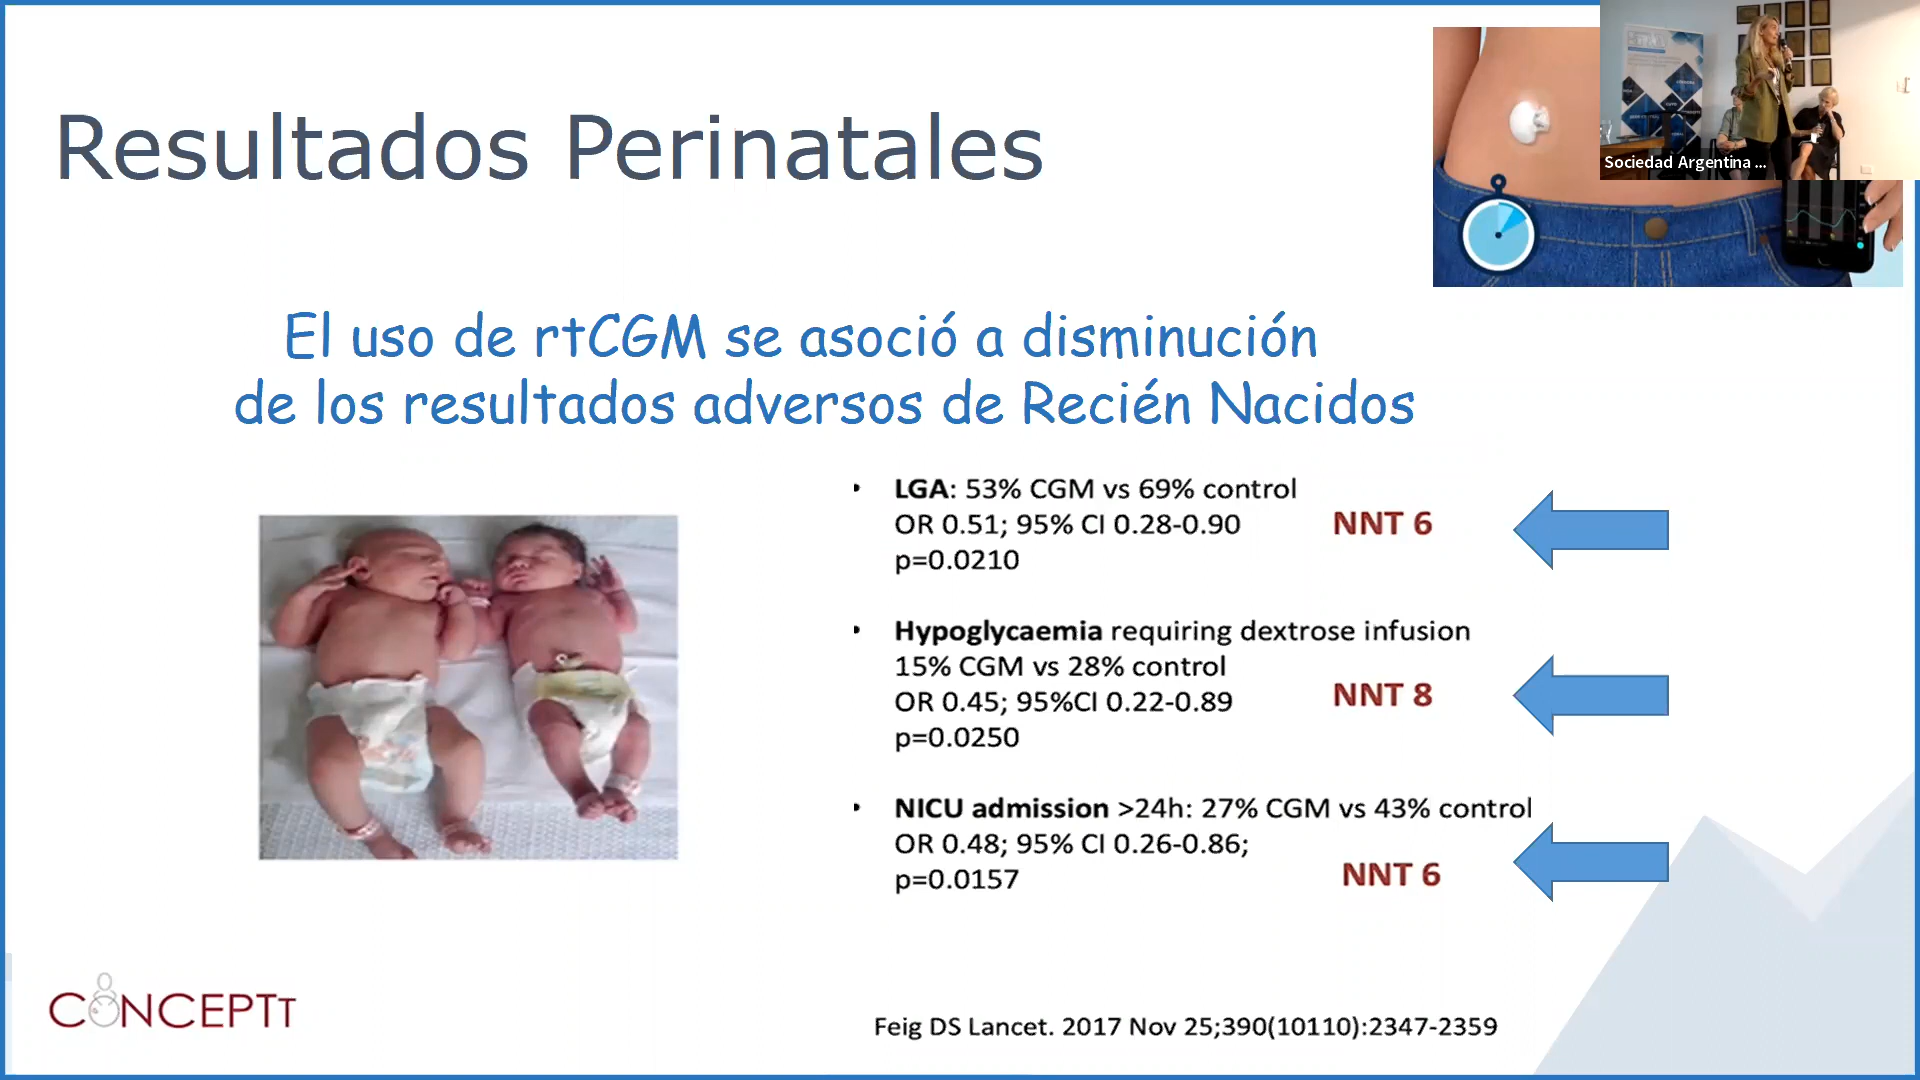 Resultados Perinatales
Sociedad Argentina ...
El uso de rtCGM se asoció a disminución
de los resultados adversos de Recién Nacidos
• LGA: 53% CGM vs 69% control
OR 0.51; 95% CI 0.28-0.90
NNT 6
p=0.0210
• Hypoglycaemia requiring dextrose infusion
15% CGM vs 28% control
OR 0.45; 95%CI 0.22-0.89
NNT 8
p=0.0250
• NICU admission >24h: 27% CGM vs 43% control
OR 0.48; 95% CI 0.26-0.86;
p=0.0157
NNT 6
CONCEPTT
Feig DS Lancet. 2017 Nov 25;390(10110):2347-2359